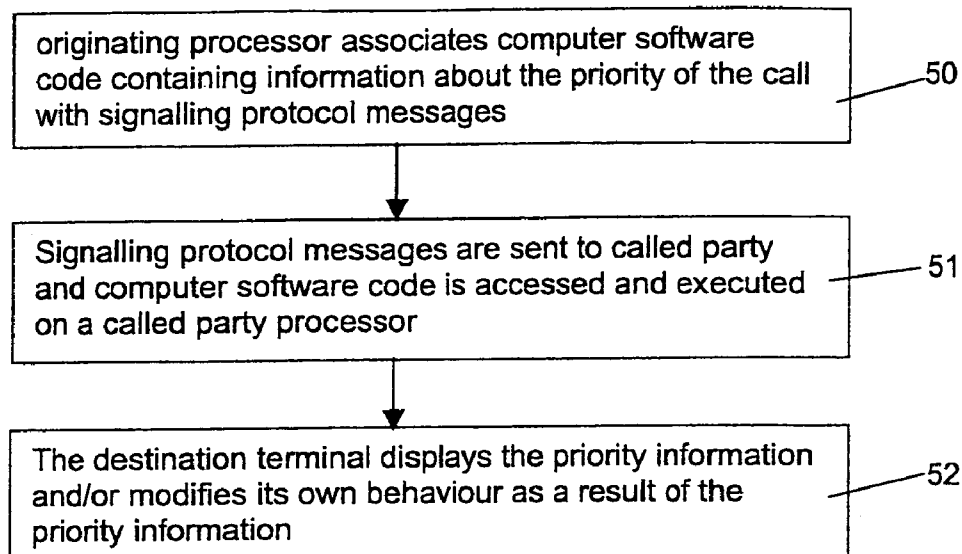 originating processor associates computer software
code containing information about the priority of the call
with signalling protocol messages
50
Signalling protocol messages are sent to called party
and computer software code is accessed and executed
on a called party processor
51
The destination terminal displays the priority information
and/or modifies its own behaviour as a result of the
priority information
52